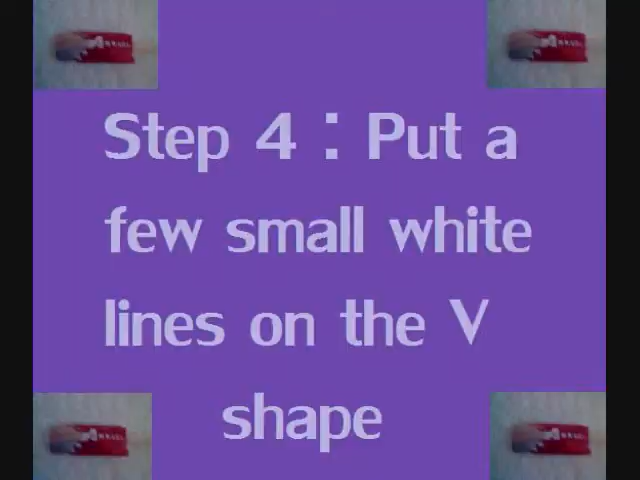 Step 4 : Put a
few small white
lines on the V
shape